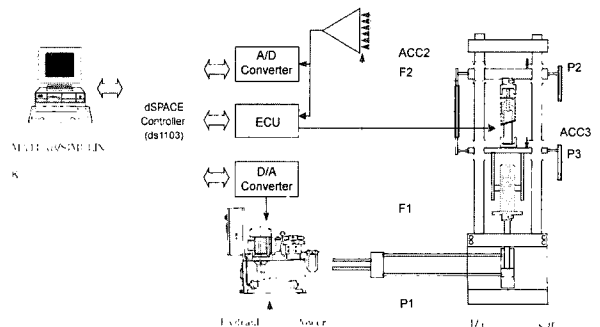 ACC2
A/D
Converter
F2
P2
dSPACE
Controller
(ds1103)
ECU
ACC3
P3
K
D/A
Converter
F1
P1